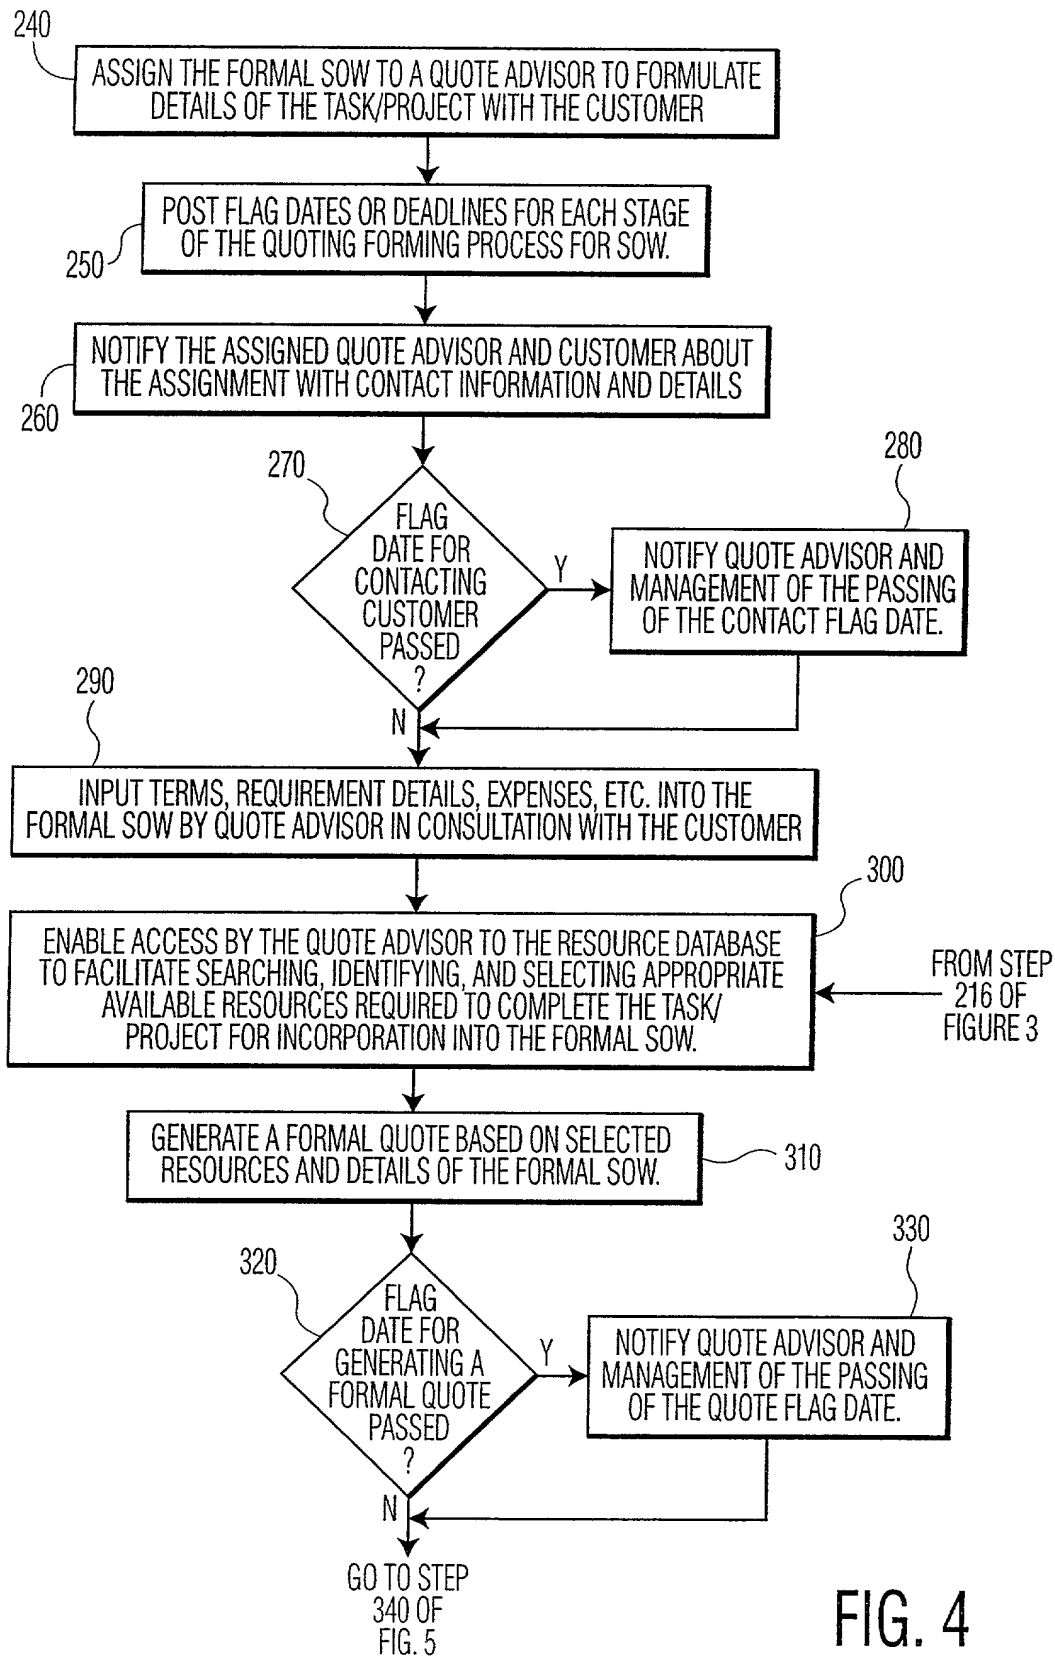 240
ASSIGN THE FORMAL SOW TO A QUOTE ADVISOR TO FORMULATE
DETAILS OF THE TASK/PROJECT WITH THE CUSTOMER
POST FLAG DATES OR DEADLINES FOR EACH STAGE
OF THE QUOTING FORMING PROCESS FOR SOW.
250
NOTIFY THE ASSIGNED QUOTE ADVISOR AND CUSTOMER ABOUT
THE ASSIGNMENT WITH CONTACT INFORMATION AND DETAILS
260
270
FLAG
DATE FOR
CONTACTING
CUSTOMER
PASSED
?
Y
N
280
NOTIFY QUOTE ADVISOR AND
MANAGEMENT OF THE PASSING
OF THE CONTACT FLAG DATE.
290
INPUT TERMS, REQUIREMENT DETAILS, EXPENSES, ETC. INTO THE
FORMAL SOW BY QUOTE ADVISOR IN CONSULTATION WITH THE CUSTOMER
300
ENABLE ACCESS BY THE QUOTE ADVISOR TO THE RESOURCE DATABASE
TO FACILITATE SEARCHING, IDENTIFYING, AND SELECTING APPROPRIATE
AVAILABLE RESOURCES REQUIRED TO COMPLETE THE TASK/
PROJECT FOR INCORPORATION INTO THE FORMAL SOW.
FROM STEP
216 OF
FIGURE 3
GENERATE A FORMAL QUOTE BASED ON SELECTED
RESOURCES AND DETAILS OF THE FORMAL SOW.
310
320
FLAG
DATE FOR
GENERATING A
FORMAL QUOTE
PASSED
?
Y
N
330
NOTIFY QUOTE ADVISOR AND
MANAGEMENT OF THE PASSING
OF THE QUOTE FLAG DATE.
GO TO STEP
340 OF
FIG. 5
FIG. 4